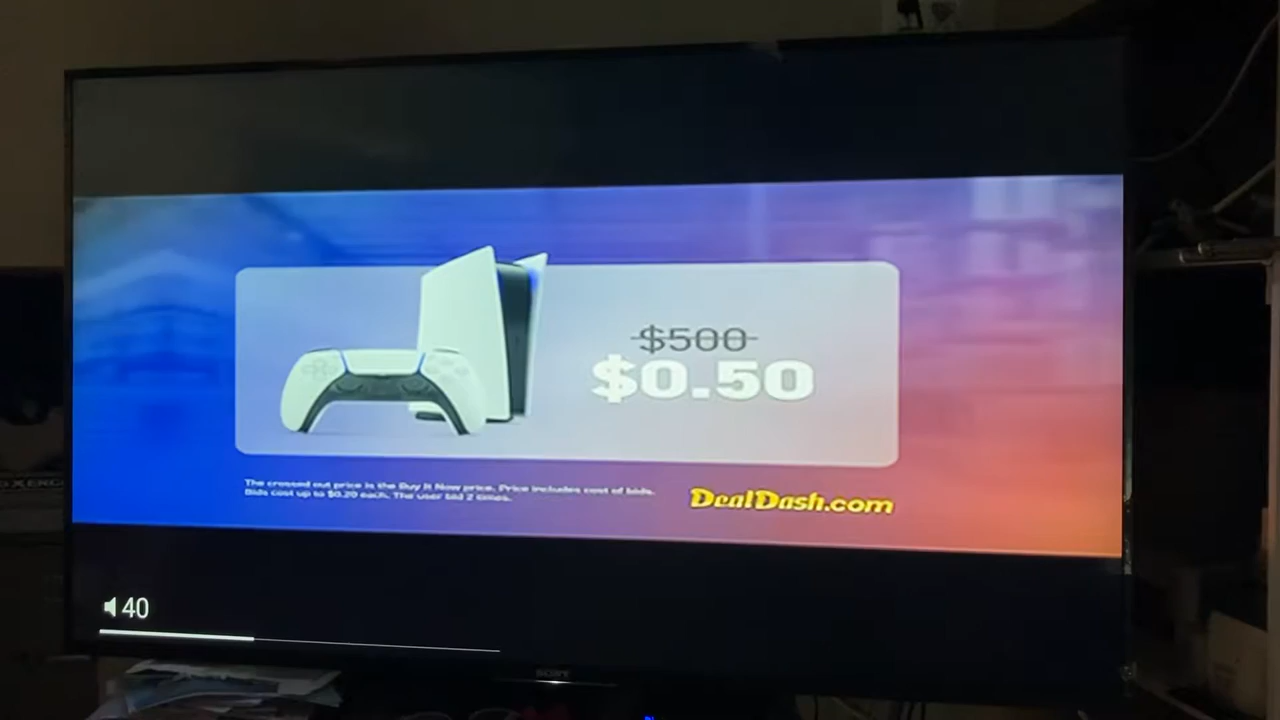 $500
$0.50
The crossed out price is the Buy It Now price. Price includes cost of bids.
Bids cost up to $0.20 each. The user bid 2 times.
DealDash.com
40
SONY